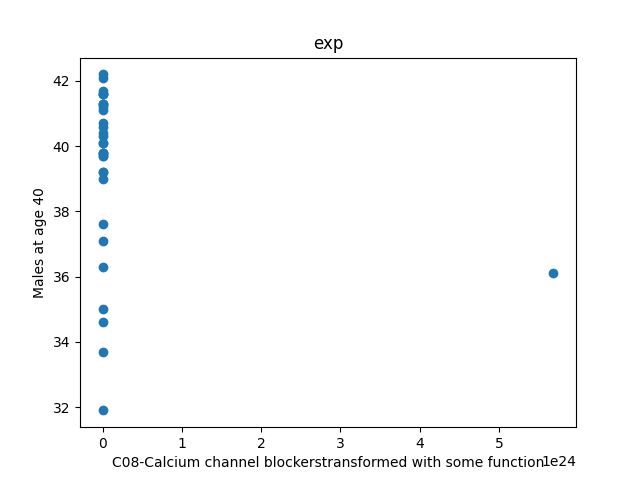 exp
Males at age 40
42
40
38
36
34
32
0 1 2 3 4 5
1e24
C08-Calcium channel blockerstransformed with some function